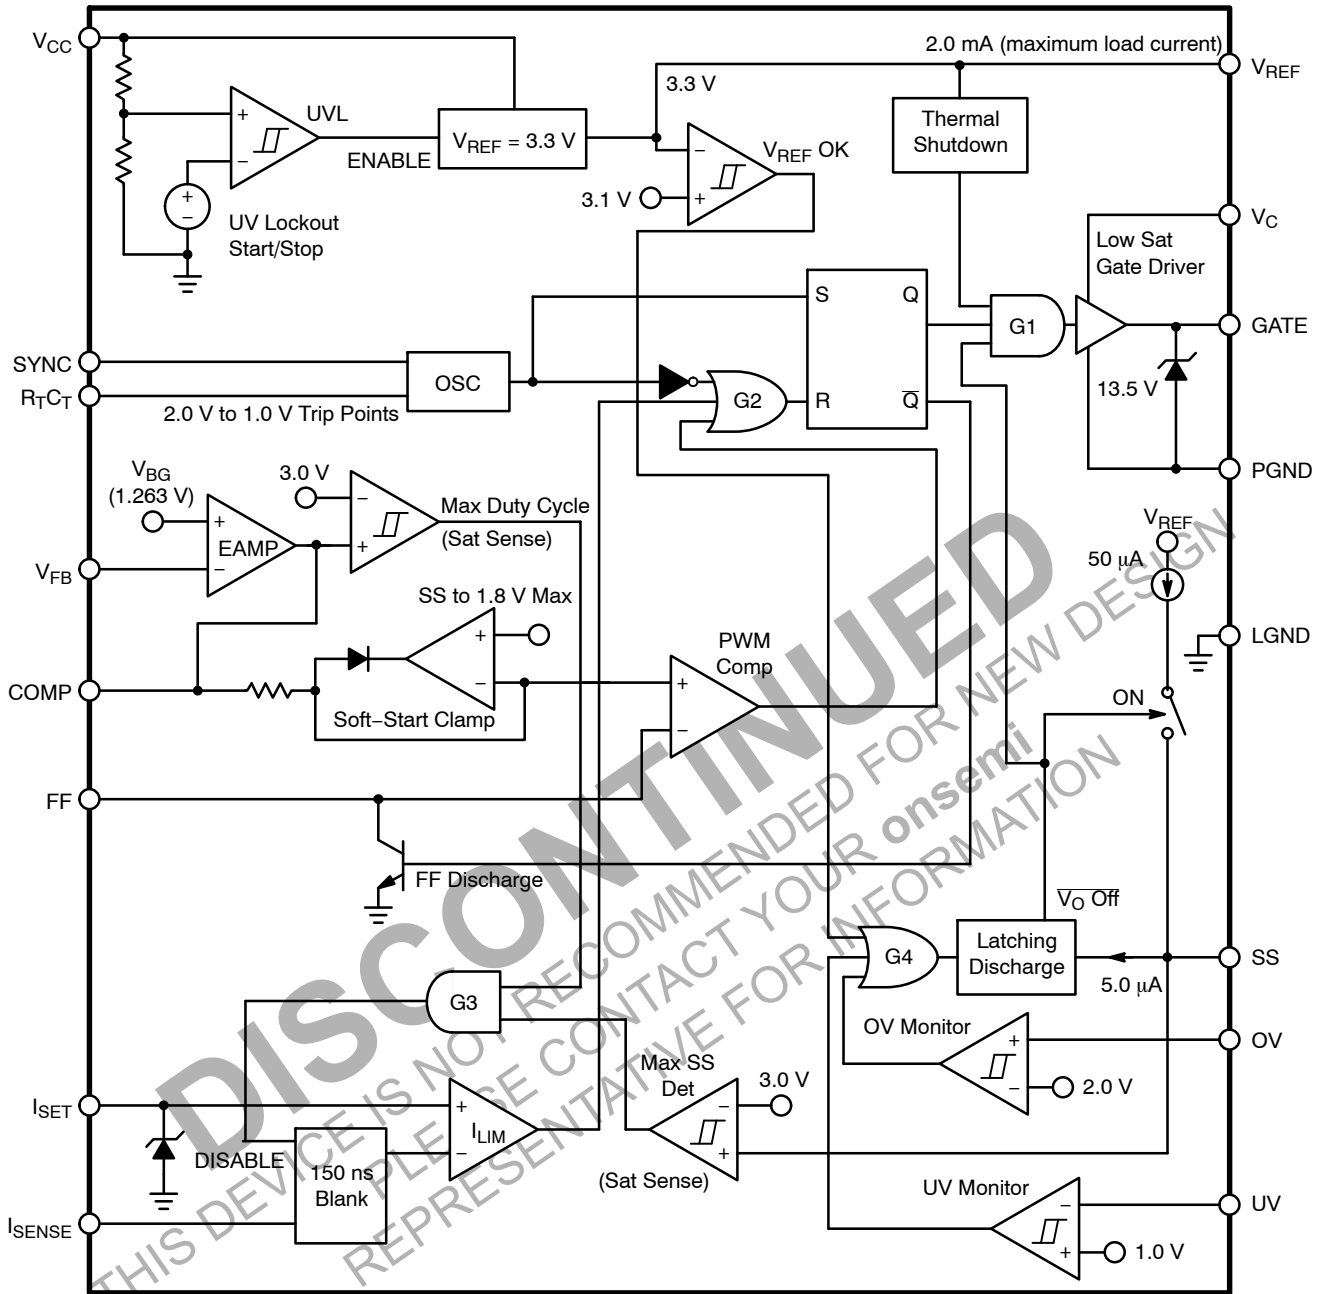 2.0 mA (maximum load current)
V_CC
V_REF
3.3 V
UVL
Thermal
Shutdown
ENABLE
V_REF = 3.3 V
V_REF OK
+
−
−
+
3.1 V
+
−
UV Lockout
Start/Stop
V_C
Low Sat
Gate Driver
S
Q
G1
GATE
SYNC
R_TC_T
OSC
2.0 V to 1.0 V Trip Points
G2
R
Q̅
13.5 V
PGND
V_BG
(1.263 V)
3.0 V
−
+
Max Duty Cycle
(Sat Sense)
+
−
EAMP
V_FB
V_REF
50 μA
SS to 1.8 V Max
+
−
Soft−Start Clamp
PWM
Comp
+
−
LGND
COMP
ON
FF
FF Discharge
V̅_̅O̅ ̅O̅f̅f̅
G4
Latching
Discharge
5.0 μA
SS
G3
OV Monitor
+
−
2.0 V
OV
Max SS
Det
3.0 V
−
+
(Sat Sense)
I_SET
+
−
I_LIM
DISABLE
150 ns
Blank
I_SENSE
UV Monitor
−
+
1.0 V
UV
DISCONTINUED
THIS DEVICE IS NOT RECOMMENDED FOR NEW DESIGN
PLEASE CONTACT YOUR onsemi
REPRESENTATIVE FOR INFORMATION